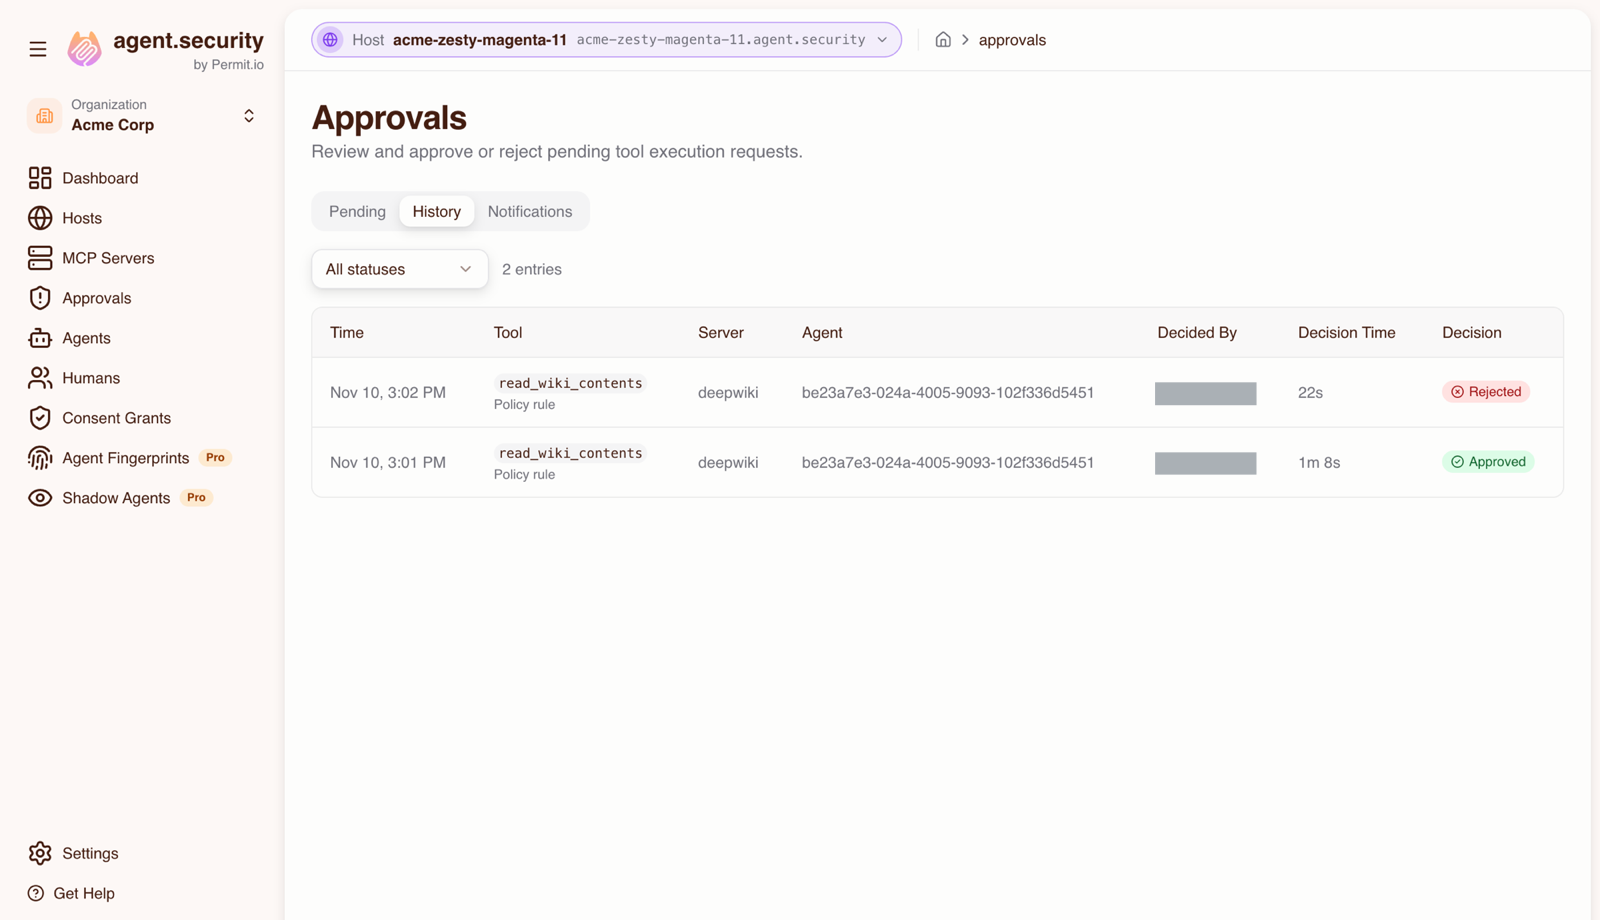 agent.security
by Permit.io
Organization
Acme Corp
Dashboard
Hosts
MCP Servers
Approvals
Agents
Humans
Consent Grants
Agent Fingerprints Pro
Shadow Agents Pro
Settings
Get Help
Host acme-zesty-magenta-11 acme-zesty-magenta-11.agent.security
approvals
Approvals
Review and approve or reject pending tool execution requests.
Pending History Notifications
All statuses 2 entries
Time Tool Server Agent Decided By Decision Time Decision
Nov 10, 3:02 PM read_wiki_contents deepwiki be23a7e3-024a-4005-9093-102f336d5451 22s Rejected
Policy rule
Nov 10, 3:01 PM read_wiki_contents deepwiki be23a7e3-024a-4005-9093-102f336d5451 1m 8s Approved
Policy rule